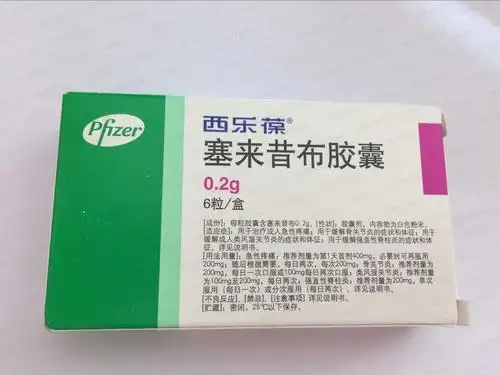 Pfizer
西乐葆®
塞来昔布胶囊
0.2g
6粒/盒
[成份]：每粒胶囊含塞来昔布0.2g。[性状]：胶囊剂，内容物为白色粉末。
[适应症]：用于治疗成人急性疼痛；用于缓解骨关节炎的症状和体征；用于
缓解成人类风湿关节炎的症状和体征；用于缓解强直性脊柱炎的症状和体
征。详见说明书。
[用法用量]：急性疼痛：推荐剂量为第1天首剂400mg，必要时可再服用
200mg；随后根据需要，每日两次，每次200mg；骨关节炎：推荐剂量为
200mg，每日一次口服或100mg每日两次口服；类风湿关节炎：推荐剂量
为100mg至200mg，每日两次；强直性脊柱炎：推荐剂量为200mg，单次
服用（每日一次）或分次服用（每日两次）。详见说明书。
[不良反应]、[禁忌]、[注意事项] 详见说明书。
[贮藏]：密闭，25℃以下保存。